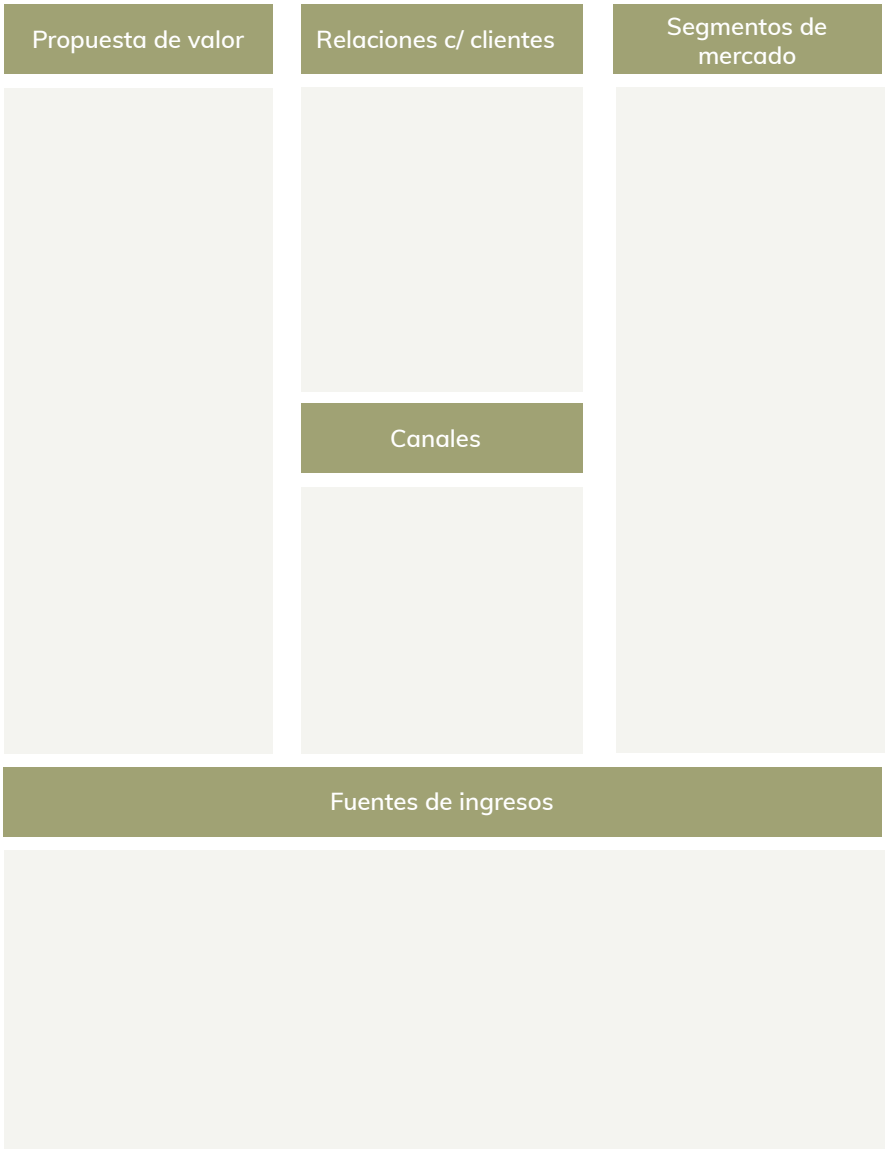 Propuesta de valor
Relaciones c/ clientes
Segmentos de
mercado
Canales
Fuentes de ingresos